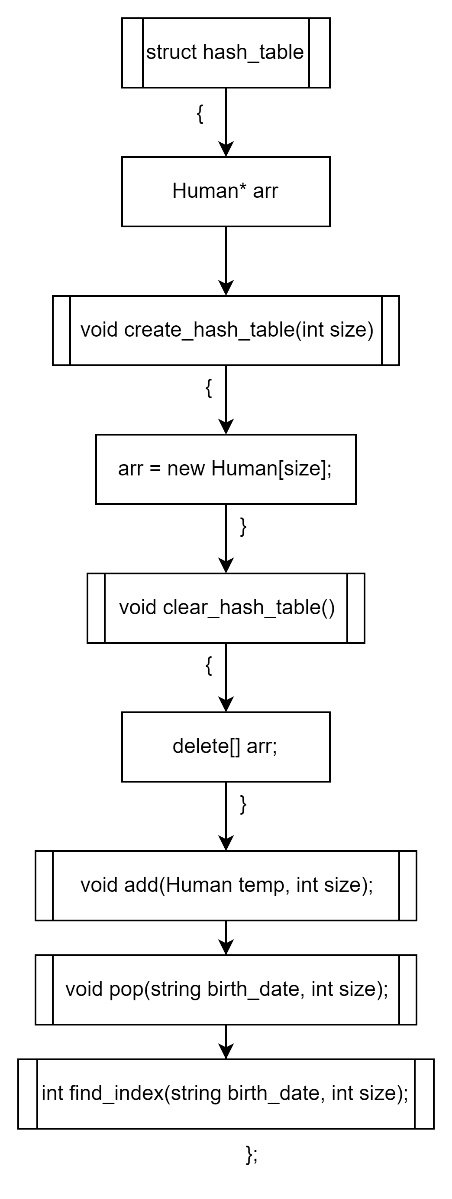 struct hash_table
{
Human* arr
void create_hash_table(int size)
{
arr = new Human[size];
}
void clear_hash_table()
{
delete[] arr;
}
void add(Human temp, int size);
void pop(string birth_date, int size);
int find_index(string birth_date, int size);
};